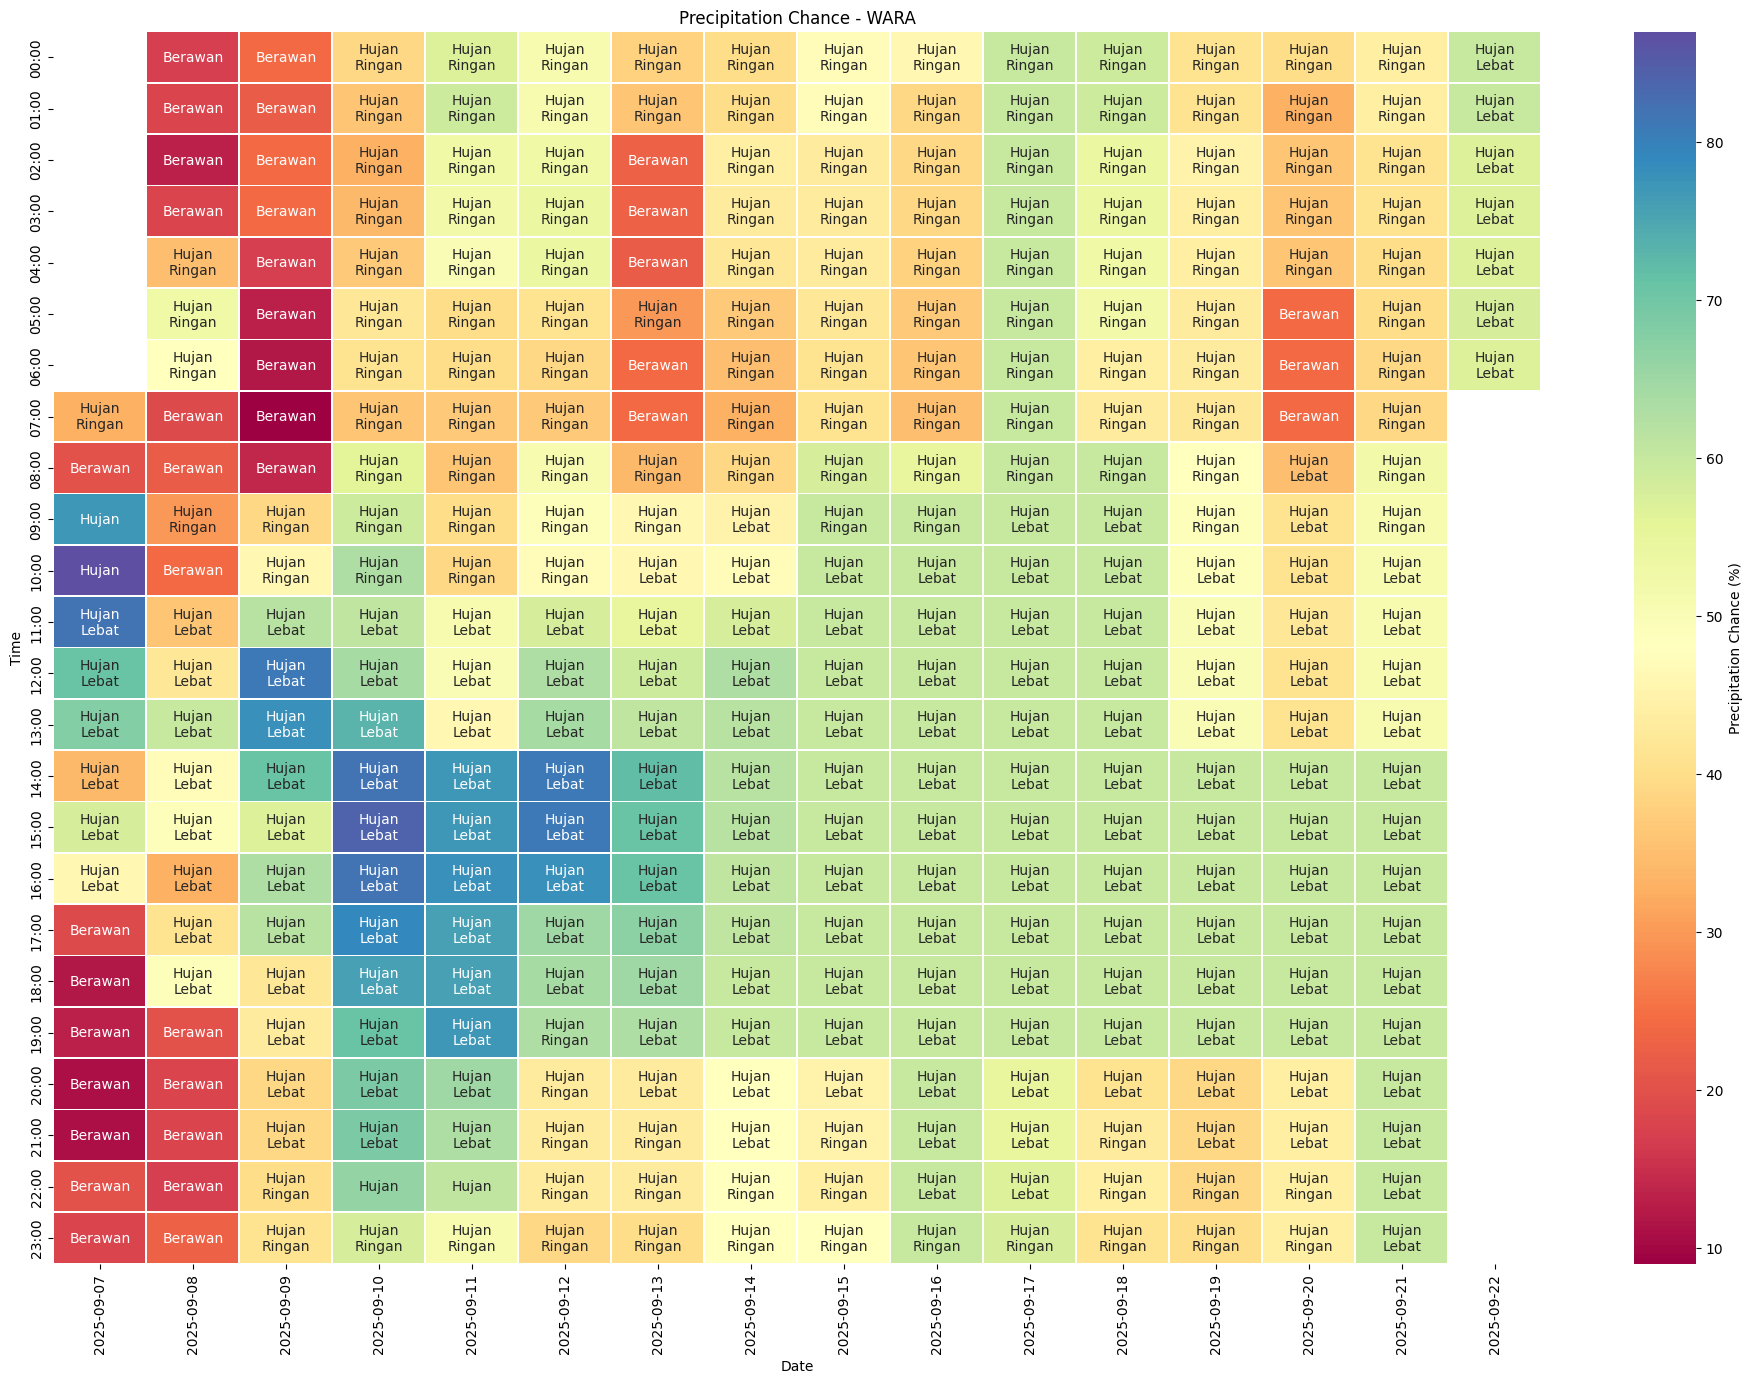 Precipitation Chance - WARA
00:00 Berawan Berawan Hujan Ringan Hujan Ringan Hujan Ringan Hujan Ringan Hujan Ringan Hujan Ringan Hujan Ringan Hujan Ringan Hujan Ringan Hujan Ringan Hujan Ringan Hujan Ringan Hujan Lebat
01:00 Berawan Berawan Hujan Ringan Hujan Ringan Hujan Ringan Hujan Ringan Hujan Ringan Hujan Ringan Hujan Ringan Hujan Ringan Hujan Ringan Hujan Ringan Hujan Ringan Hujan Ringan Hujan Lebat
02:00 Berawan Berawan Hujan Ringan Hujan Ringan Hujan Ringan Berawan Hujan Ringan Hujan Ringan Hujan Ringan Hujan Ringan Hujan Ringan Hujan Ringan Hujan Ringan Hujan Ringan Hujan Lebat
03:00 Berawan Berawan Hujan Ringan Hujan Ringan Hujan Ringan Berawan Hujan Ringan Hujan Ringan Hujan Ringan Hujan Ringan Hujan Ringan Hujan Ringan Hujan Ringan Hujan Ringan Hujan Lebat
04:00 Hujan Ringan Berawan Hujan Ringan Hujan Ringan Hujan Ringan Berawan Hujan Ringan Hujan Ringan Hujan Ringan Hujan Ringan Hujan Ringan Hujan Ringan Hujan Ringan Hujan Ringan Hujan Lebat
05:00 Hujan Ringan Berawan Hujan Ringan Hujan Ringan Hujan Ringan Hujan Ringan Hujan Ringan Hujan Ringan Hujan Ringan Hujan Ringan Hujan Ringan Hujan Ringan Berawan Hujan Ringan Hujan Lebat
06:00 Hujan Ringan Berawan Hujan Ringan Hujan Ringan Hujan Ringan Berawan Hujan Ringan Hujan Ringan Hujan Ringan Hujan Ringan Hujan Ringan Hujan Ringan Berawan Hujan Ringan Hujan Lebat
07:00 Hujan Ringan Berawan Berawan Hujan Ringan Hujan Ringan Hujan Ringan Berawan Hujan Ringan Hujan Ringan Hujan Ringan Hujan Ringan Hujan Ringan Hujan Ringan Berawan Hujan Ringan
08:00 Berawan Berawan Berawan Hujan Ringan Hujan Ringan Hujan Ringan Hujan Ringan Hujan Ringan Hujan Ringan Hujan Ringan Hujan Ringan Hujan Ringan Hujan Ringan Hujan Lebat Hujan Ringan
09:00 Hujan Hujan Ringan Hujan Ringan Hujan Ringan Hujan Ringan Hujan Ringan Hujan Ringan Hujan Lebat Hujan Ringan Hujan Ringan Hujan Lebat Hujan Lebat Hujan Ringan Hujan Lebat Hujan Ringan
10:00 Hujan Berawan Hujan Ringan Hujan Ringan Hujan Ringan Hujan Ringan Hujan Lebat Hujan Lebat Hujan Lebat Hujan Lebat Hujan Lebat Hujan Lebat Hujan Lebat Hujan Lebat Hujan Lebat
11:00 Hujan Lebat Hujan Lebat Hujan Lebat Hujan Lebat Hujan Lebat Hujan Lebat Hujan Lebat Hujan Lebat Hujan Lebat Hujan Lebat Hujan Lebat Hujan Lebat Hujan Lebat Hujan Lebat Hujan Lebat
12:00 Hujan Lebat Hujan Lebat Hujan Lebat Hujan Lebat Hujan Lebat Hujan Lebat Hujan Lebat Hujan Lebat Hujan Lebat Hujan Lebat Hujan Lebat Hujan Lebat Hujan Lebat Hujan Lebat Hujan Lebat
13:00 Hujan Lebat Hujan Lebat Hujan Lebat Hujan Lebat Hujan Lebat Hujan Lebat Hujan Lebat Hujan Lebat Hujan Lebat Hujan Lebat Hujan Lebat Hujan Lebat Hujan Lebat Hujan Lebat Hujan Lebat
14:00 Hujan Lebat Hujan Lebat Hujan Lebat Hujan Lebat Hujan Lebat Hujan Lebat Hujan Lebat Hujan Lebat Hujan Lebat Hujan Lebat Hujan Lebat Hujan Lebat Hujan Lebat Hujan Lebat Hujan Lebat
15:00 Hujan Lebat Hujan Lebat Hujan Lebat Hujan Lebat Hujan Lebat Hujan Lebat Hujan Lebat Hujan Lebat Hujan Lebat Hujan Lebat Hujan Lebat Hujan Lebat Hujan Lebat Hujan Lebat Hujan Lebat
16:00 Hujan Lebat Hujan Lebat Hujan Lebat Hujan Lebat Hujan Lebat Hujan Lebat Hujan Lebat Hujan Lebat Hujan Lebat Hujan Lebat Hujan Lebat Hujan Lebat Hujan Lebat Hujan Lebat Hujan Lebat
17:00 Berawan Hujan Lebat Hujan Lebat Hujan Lebat Hujan Lebat Hujan Lebat Hujan Lebat Hujan Lebat Hujan Lebat Hujan Lebat Hujan Lebat Hujan Lebat Hujan Lebat Hujan Lebat Hujan Lebat
18:00 Berawan Hujan Lebat Hujan Lebat Hujan Lebat Hujan Lebat Hujan Lebat Hujan Lebat Hujan Lebat Hujan Lebat Hujan Lebat Hujan Lebat Hujan Lebat Hujan Lebat Hujan Lebat Hujan Lebat
19:00 Berawan Berawan Hujan Lebat Hujan Lebat Hujan Lebat Hujan Ringan Hujan Lebat Hujan Lebat Hujan Lebat Hujan Lebat Hujan Lebat Hujan Lebat Hujan Lebat Hujan Lebat Hujan Lebat
20:00 Berawan Berawan Hujan Lebat Hujan Lebat Hujan Lebat Hujan Ringan Hujan Lebat Hujan Lebat Hujan Lebat Hujan Lebat Hujan Lebat Hujan Lebat Hujan Lebat Hujan Lebat Hujan Lebat
21:00 Berawan Berawan Hujan Lebat Hujan Lebat Hujan Lebat Hujan Ringan Hujan Ringan Hujan Lebat Hujan Ringan Hujan Lebat Hujan Lebat Hujan Ringan Hujan Lebat Hujan Lebat Hujan Lebat
22:00 Berawan Berawan Hujan Ringan Hujan Hujan Hujan Ringan Hujan Ringan Hujan Ringan Hujan Ringan Hujan Lebat Hujan Lebat Hujan Ringan Hujan Ringan Hujan Ringan Hujan Lebat
23:00 Berawan Berawan Hujan Ringan Hujan Ringan Hujan Ringan Hujan Ringan Hujan Ringan Hujan Ringan Hujan Ringan Hujan Ringan Hujan Ringan Hujan Ringan Hujan Ringan Hujan Ringan Hujan Lebat
2025-09-07 2025-09-08 2025-09-09 2025-09-10 2025-09-11 2025-09-12 2025-09-13 2025-09-14 2025-09-15 2025-09-16 2025-09-17 2025-09-18 2025-09-19 2025-09-20 2025-09-21 2025-09-22
Time
Date
80
70
60
50
40
30
20
10
Precipitation Chance (%)